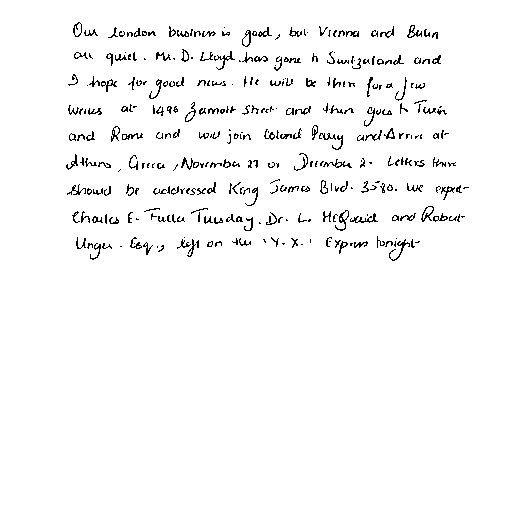 Our london business is good, but Vienna and Berlin
are quiet. Mr. D. Lloyd has gone to Switzerland and
I hope for good news. He will be there for a few
weeks at 1496 Zermott street and then goes to Turin
and Rome and will join Colonel Parry and Arrive at
Athens, Greece, November 27 or December 2. Letters there
should be addressed King James Blvd. 3580. We expect
Charles E. Fuller Tuesday. Dr. L. McQuaid and Robert
Unger. Esq., left on the 'Y.X.' Express tonight